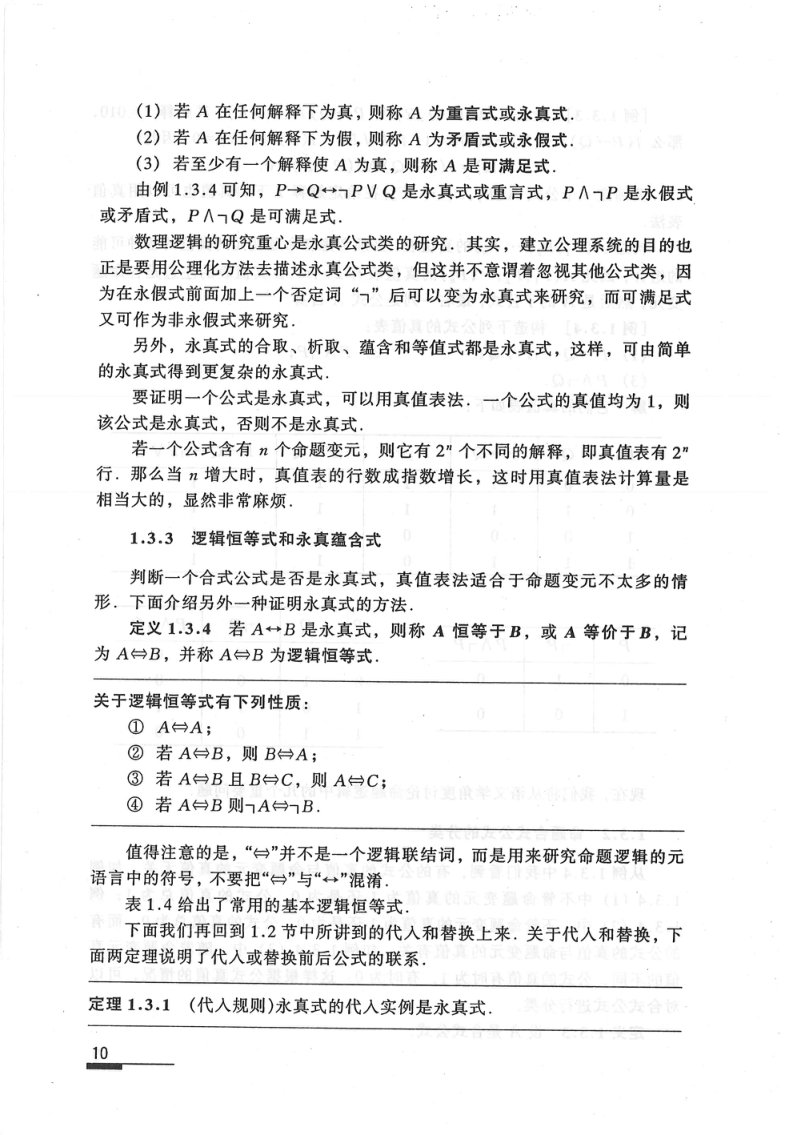 (1) 若 A 在任何解释下为真，则称 A 为重言式或永真式.
(2) 若 A 在任何解释下为假，则称 A 为矛盾式或永假式.
(3) 若至少有一个解释使 A 为真，则称 A 是可满足式.
由例 1.3.4 可知，P→Q↔¬P∨Q 是永真式或重言式，P∧¬P 是永假式
或矛盾式，P∧¬Q 是可满足式.
数理逻辑的研究重心是永真公式类的研究. 其实，建立公理系统的目的也
正是要用公理化方法去描述永真公式类，但这并不意谓着忽视其他公式类，因
为在永假式前面加上一个否定词“¬”后可以变为永真式来研究，而可满足式
又可作为非永假式来研究.
另外，永真式的合取、析取、蕴含和等值式都是永真式，这样，可由简单
的永真式得到更复杂的永真式.
要证明一个公式是永真式，可以用真值表法. 一个公式的真值均为 1，则
该公式是永真式，否则不是永真式.
若一个公式含有 n 个命题变元，则它有 2ⁿ 个不同的解释，即真值表有 2ⁿ
行. 那么当 n 增大时，真值表的行数成指数增长，这时用真值表法计算量是
相当大的，显然非常麻烦.
1.3.3 逻辑恒等式和永真蕴含式
判断一个合式公式是否是永真式，真值表法适合于命题变元不太多的情
形. 下面介绍另外一种证明永真式的方法.
定义 1.3.4 若 A↔B 是永真式，则称 A 恒等于 B，或 A 等价于 B，记
为 A⇔B，并称 A⇔B 为逻辑恒等式.
关于逻辑恒等式有下列性质：
① A⇔A；
② 若 A⇔B，则 B⇔A；
③ 若 A⇔B 且 B⇔C，则 A⇔C；
④ 若 A⇔B 则¬A⇔¬B.
值得注意的是，“⇔”并不是一个逻辑联结词，而是用来研究命题逻辑的元
语言中的符号，不要把“⇔”与“↔”混淆.
表 1.4 给出了常用的基本逻辑恒等式.
下面我们再回到 1.2 节中所讲到的代入和替换上来. 关于代入和替换，下
面两定理说明了代入或替换前后公式的联系.
定理 1.3.1 (代入规则)永真式的代入实例是永真式.
10